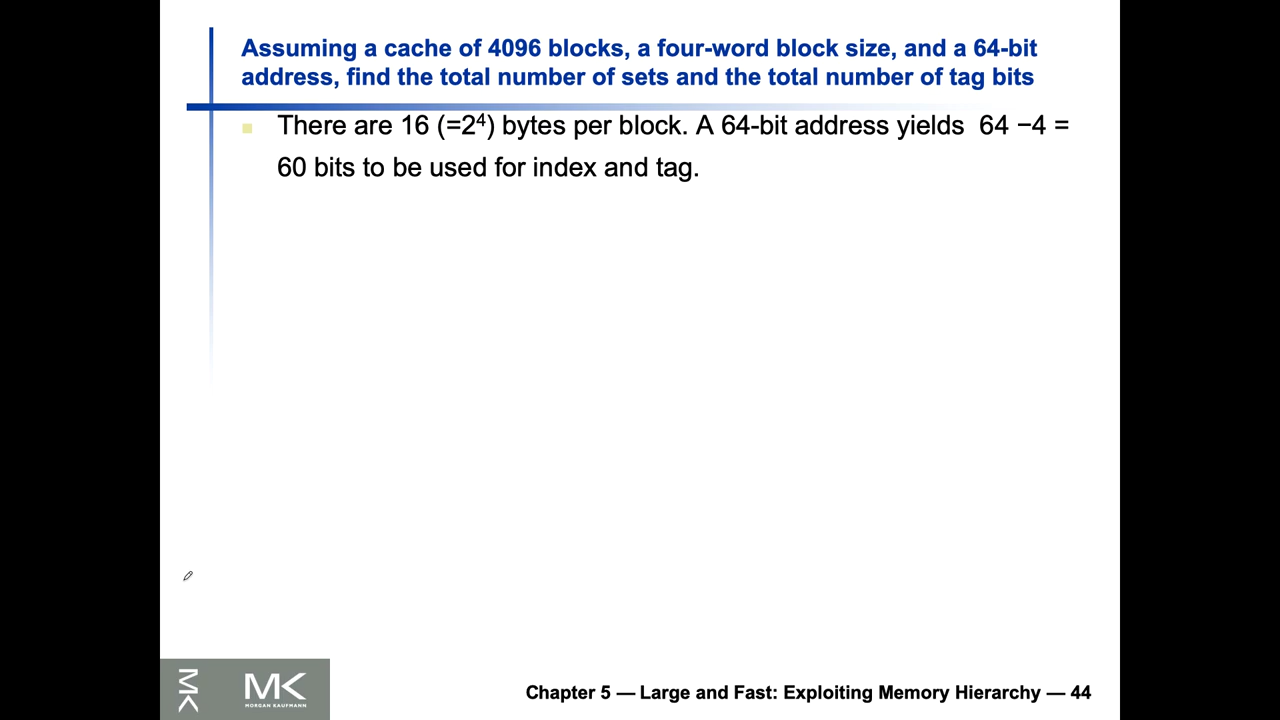 Assuming a cache of 4096 blocks, a four-word block size, and a 64-bit
address, find the total number of sets and the total number of tag bits
There are 16 (=2⁴) bytes per block. A 64-bit address yields 64 −4 =
60 bits to be used for index and tag.
MK
MK
MORGAN KAUFMANN
Chapter 5 — Large and Fast: Exploiting Memory Hierarchy — 44